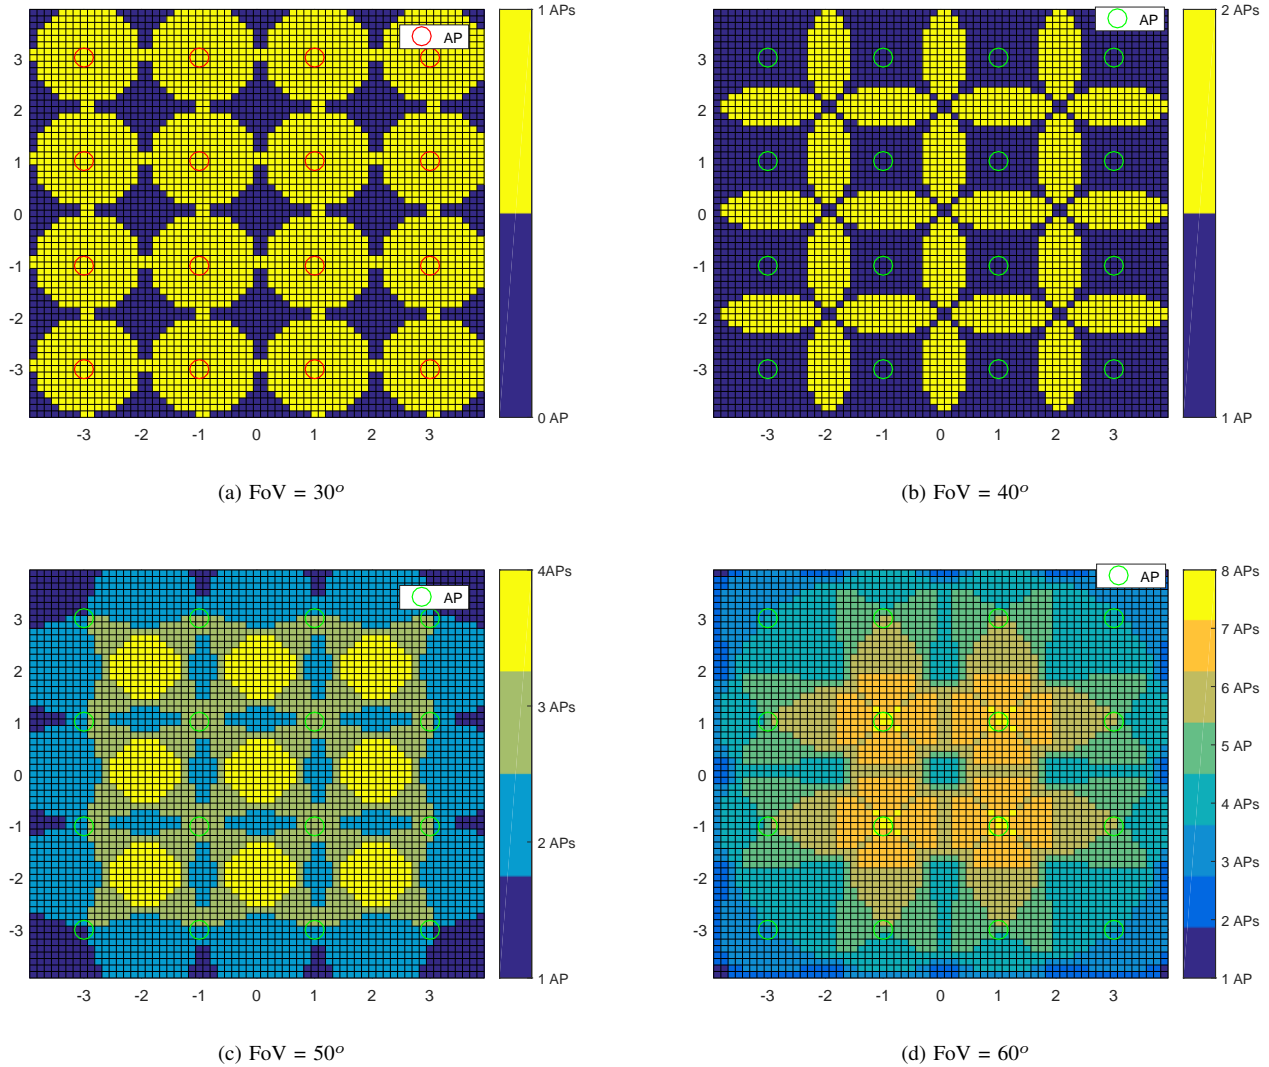 1 APs
AP
3
2
1
0
-1
-2
-3
0 AP
-3 -2 -1 0 1 2 3
(a) FoV = 30º
2 APs
AP
3
2
1
0
-1
-2
-3
1 AP
-3 -2 -1 0 1 2 3
(b) FoV = 40º
4APs
AP
3
3 APs
2
1
0
2 APs
-1
-2
-3
1 AP
-3 -2 -1 0 1 2 3
(c) FoV = 50º
8 APs
AP
7 APs
3
6 APs
2
5 AP
1
4 APs
0
3 APs
-1
2 APs
-2
-3
1 AP
-3 -2 -1 0 1 2 3
(d) FoV = 60º